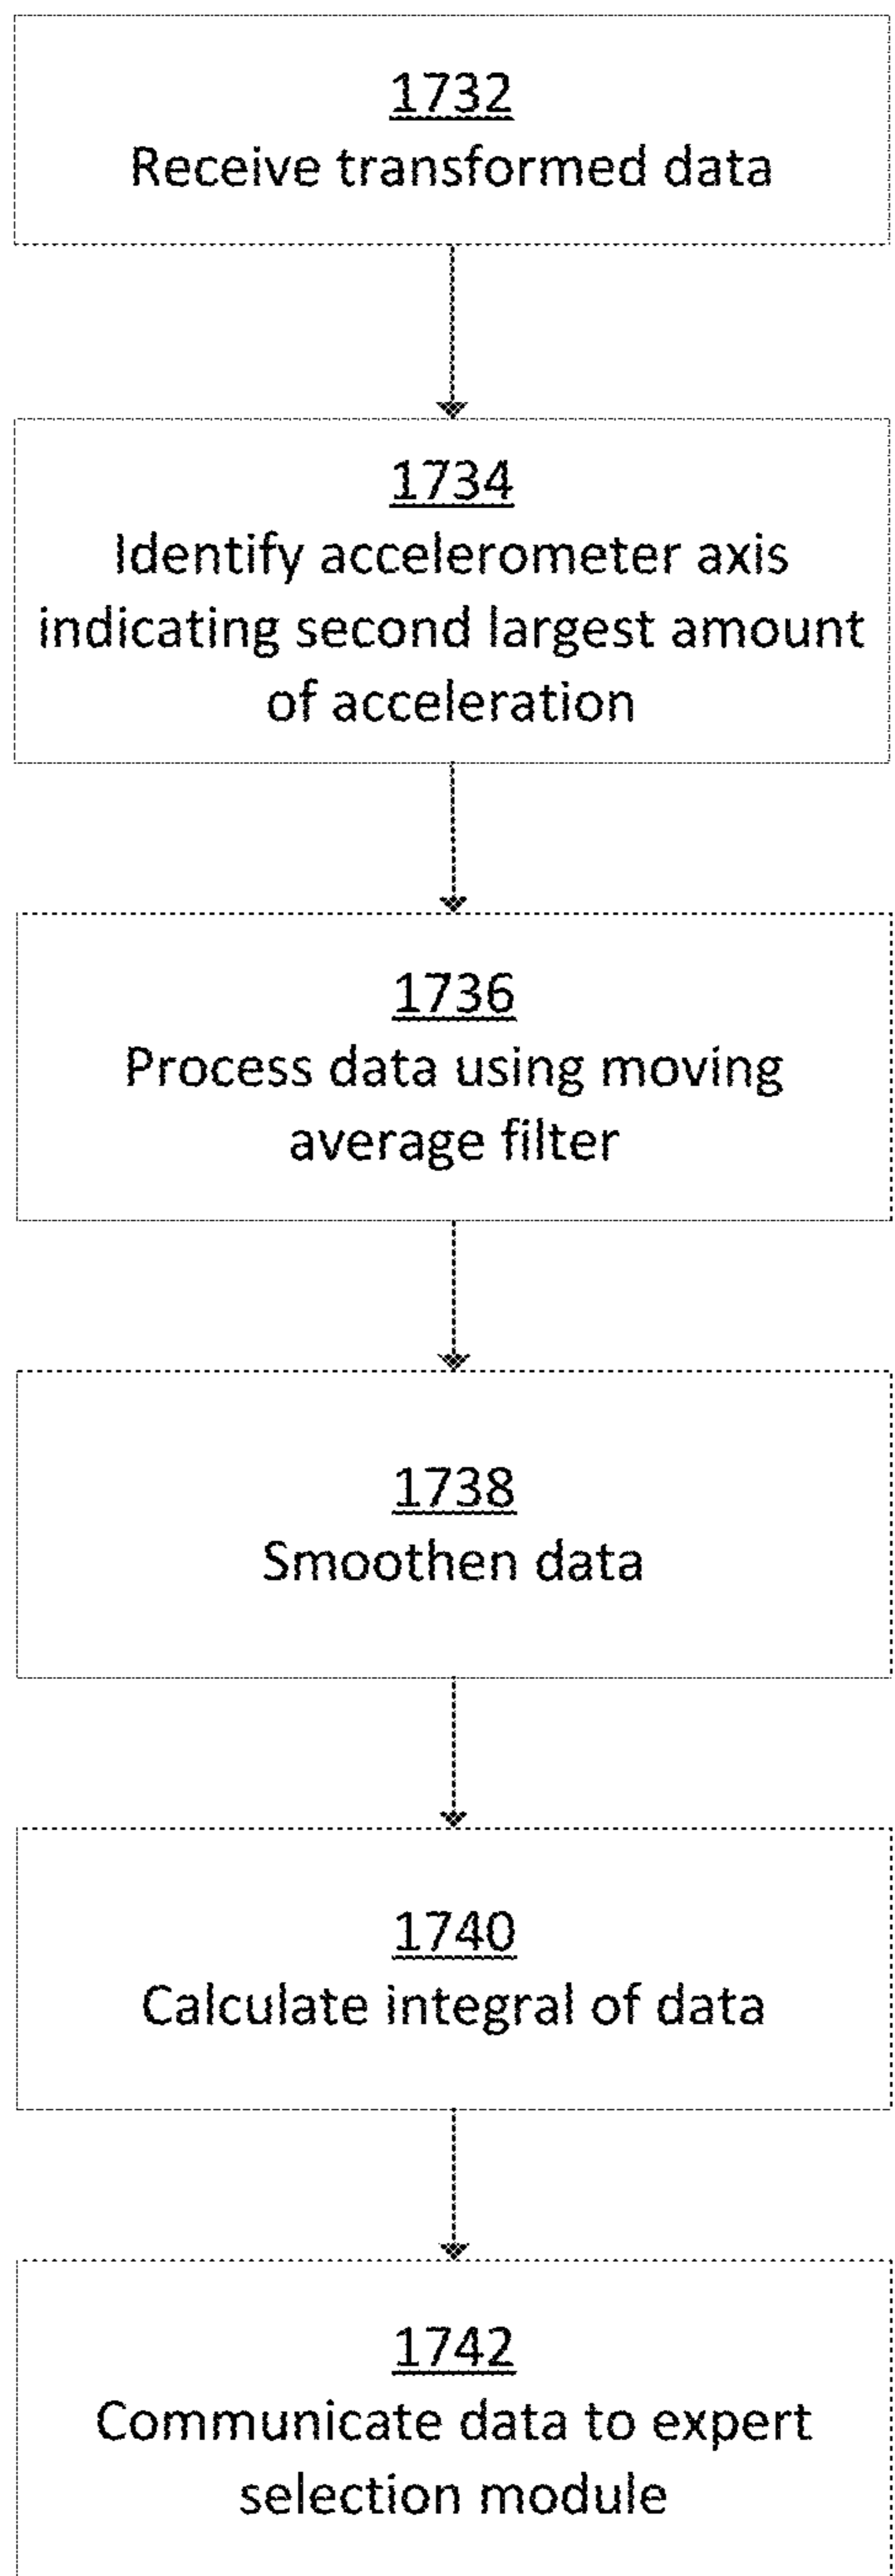 1732
Receive transformed data
1734
Identify accelerometer axis
indicating second largest amount
of acceleration
1736
Process data using moving
average filter
1738
Smoothen data
1740
Calculate integral of data
1742
Communicate data to expert
selection module